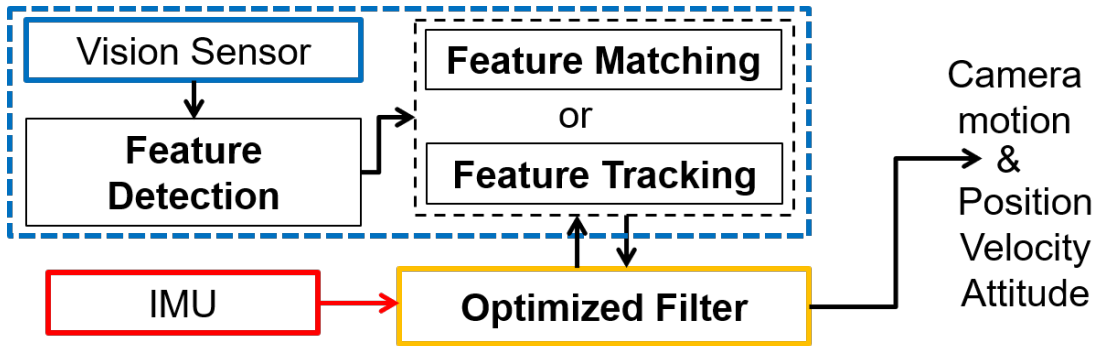 Vision Sensor
Feature
Detection
Feature Matching
or
Feature Tracking
IMU
Optimized Filter
Camera
motion
&
Position
Velocity
Attitude